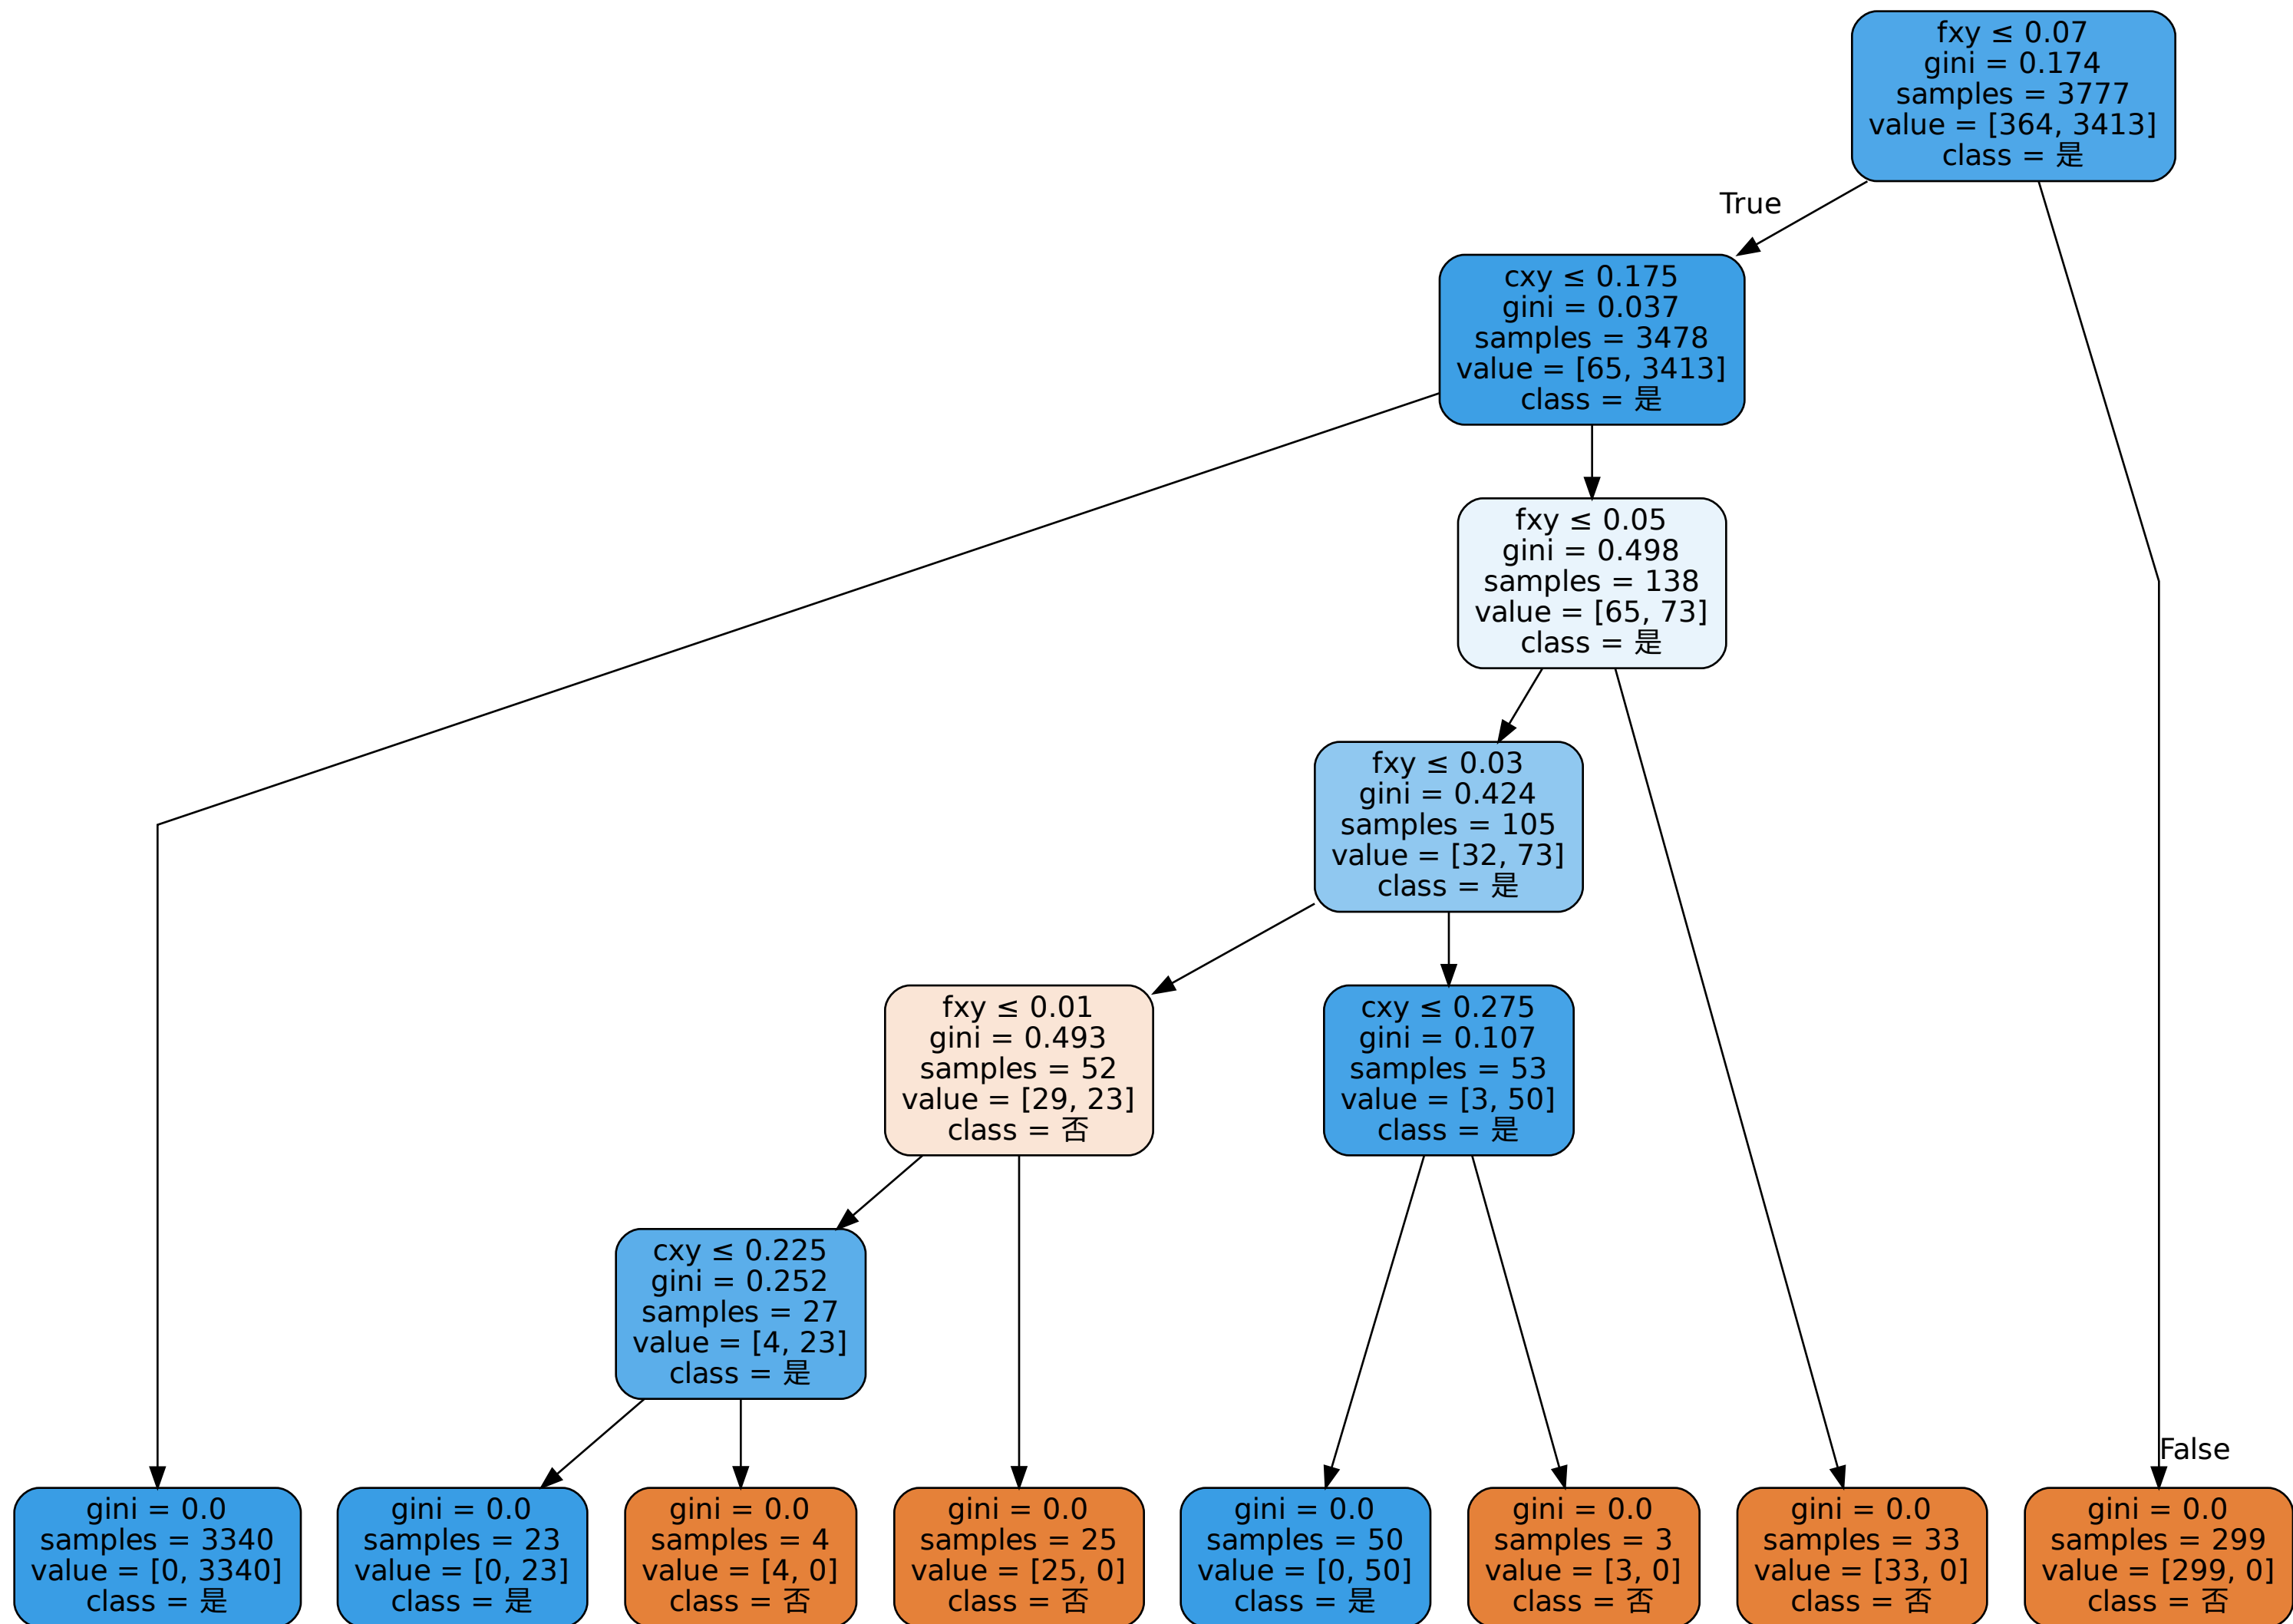 fxy ≤ 0.07
gini = 0.174
samples = 3777
value = [364, 3413]
class = 是
True
cxy ≤ 0.175
gini = 0.037
samples = 3478
value = [65, 3413]
class = 是
fxy ≤ 0.05
gini = 0.498
samples = 138
value = [65, 73]
class = 是
fxy ≤ 0.03
gini = 0.424
samples = 105
value = [32, 73]
class = 是
fxy ≤ 0.01
gini = 0.493
samples = 52
value = [29, 23]
class = 否
cxy ≤ 0.275
gini = 0.107
samples = 53
value = [3, 50]
class = 是
cxy ≤ 0.225
gini = 0.252
samples = 27
value = [4, 23]
class = 是
False
gini = 0.0
samples = 3340
value = [0, 3340]
class = 是
gini = 0.0
samples = 23
value = [0, 23]
class = 是
gini = 0.0
samples = 4
value = [4, 0]
class = 否
gini = 0.0
samples = 25
value = [25, 0]
class = 否
gini = 0.0
samples = 50
value = [0, 50]
class = 是
gini = 0.0
samples = 3
value = [3, 0]
class = 否
gini = 0.0
samples = 33
value = [33, 0]
class = 否
gini = 0.0
samples = 299
value = [299, 0]
class = 否